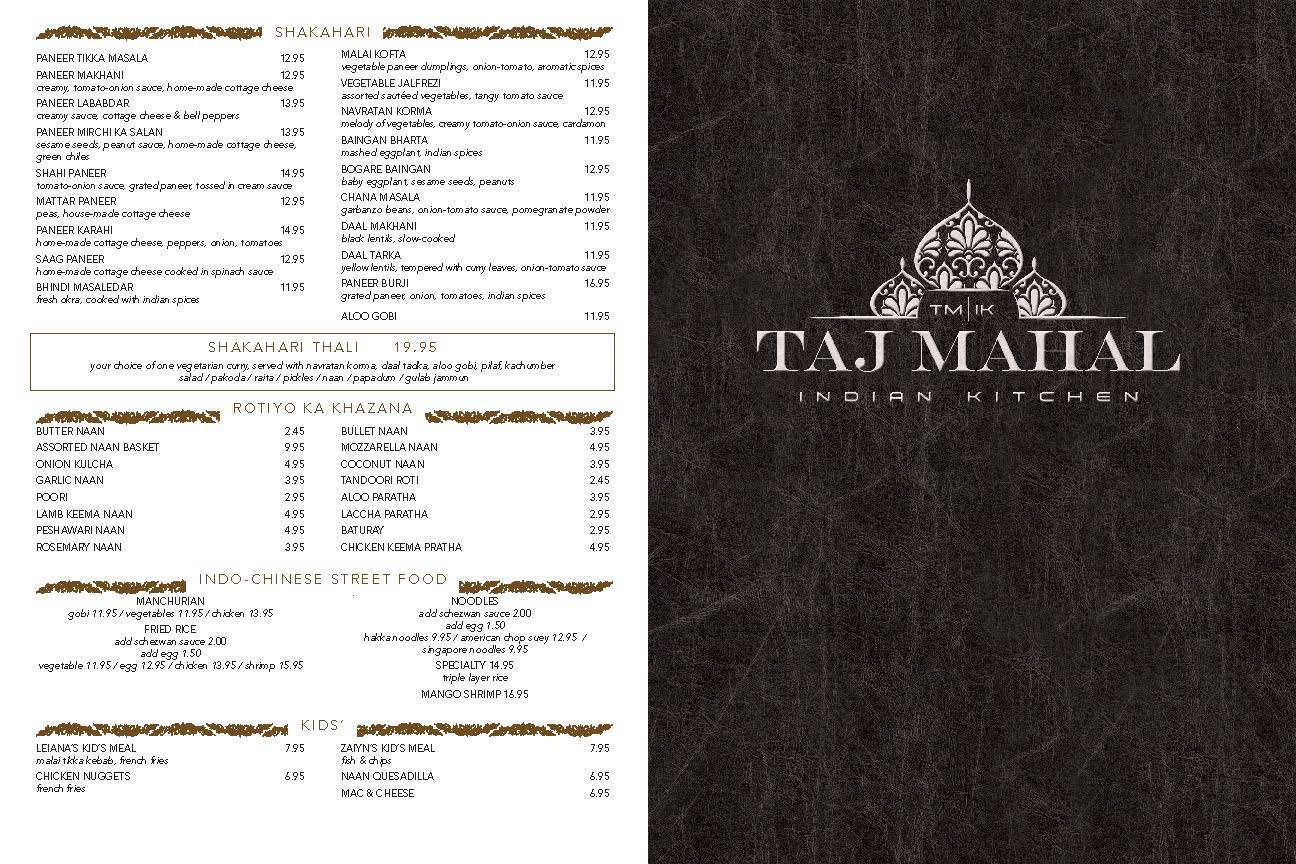 SHAKAHARI
PANEER TIKKA MASALA 12.95
PANEER MAKHANI 12.95
creamy, tomato-onion sauce, home-made cottage cheese
PANEER LABABDAR 13.95
creamy sauce, cottage cheese & bell peppers
PANEER MIRCHI KA SALAN 13.95
sesame seeds, peanut sauce, home-made cottage cheese,
green chiles
SHAHI PANEER 14.95
tomato-onion sauce, grated paneer, tossed in cream sauce
MATTAR PANEER 12.95
peas, house-made cottage cheese
PANEER KARAHI 14.95
home-made cottage cheese, peppers, onion, tomatoes
SAAG PANEER 12.95
home-made cottage cheese cooked in spinach sauce
BHINDI MASALEDAR 11.95
fresh okra, cooked with indian spices
MALAI KOFTA 12.95
vegetable paneer dumplings, onion-tomato, aromatic spices
VEGETABLE JALFREZI 11.95
assorted sautéed vegetables, tangy tomato sauce
NAVRATAN KORMA 12.95
melody of vegetables, creamy tomato-onion sauce, cardamon
BAINGAN BHARTA 11.95
mashed eggplant, indian spices
BOGARE BAINGAN 12.95
baby eggplant, sesame seeds, peanuts
CHANA MASALA 11.95
garbanzo beans, onion-tomato sauce, pomegranate powder
DAAL MAKHANI 11.95
black lentils, slow-cooked
DAAL TARKA 11.95
yellow lentils, tempered with curry leaves, onion-tomato sauce
PANEER BURJI 16.95
grated paneer, onion, tomatoes, indian spices
ALOO GOBI 11.95
SHAKAHARI THALI 19.95
your choice of one vegetarian curry, served with navratan korma, daal tadka, aloo gobi, pilaf, kachumber
salad / pakoda / raita / pickles / naan / papadum / gulab jammun
ROTIYO KA KHAZANA
BUTTER NAAN 2.45
ASSORTED NAAN BASKET 9.95
ONION KULCHA 4.95
GARLIC NAAN 3.95
POORI 2.95
LAMB KEEMA NAAN 4.95
PESHAWARI NAAN 4.95
ROSEMARY NAAN 3.95
BULLET NAAN 3.95
MOZZARELLA NAAN 4.95
COCONUT NAAN 3.95
TANDOORI ROTI 2.45
ALOO PARATHA 3.95
LACCHA PARATHA 2.95
BATURAY 2.95
CHICKEN KEEMA PRATHA 4.95
INDO-CHINESE STREET FOOD
MANCHURIAN
gobi 11.95 / vegetables 11.95 / chicken 13.95
FRIED RICE
add schezwan sauce 2.00
add egg 1.50
vegetable 11.95 / egg 12.95 / chicken 13.95 / shrimp 15.95
NOODLES
add schezwan sauce 2.00
add egg 1.50
hakka noodles 9.95 / american chop suey 12.95 /
singapore noodles 9.95
SPECIALTY 14.95
triple layer rice
MANGO SHRIMP 16.95
KIDS'
LEIANA'S KID'S MEAL 7.95
malai tikka kebab, french fries
CHICKEN NUGGETS 6.95
french fries
ZAIYN'S KID'S MEAL 7.95
fish & chips
NAAN QUESADILLA 6.95
MAC & CHEESE 6.95
TM|IK
TAJ MAHAL
INDIAN KITCHEN